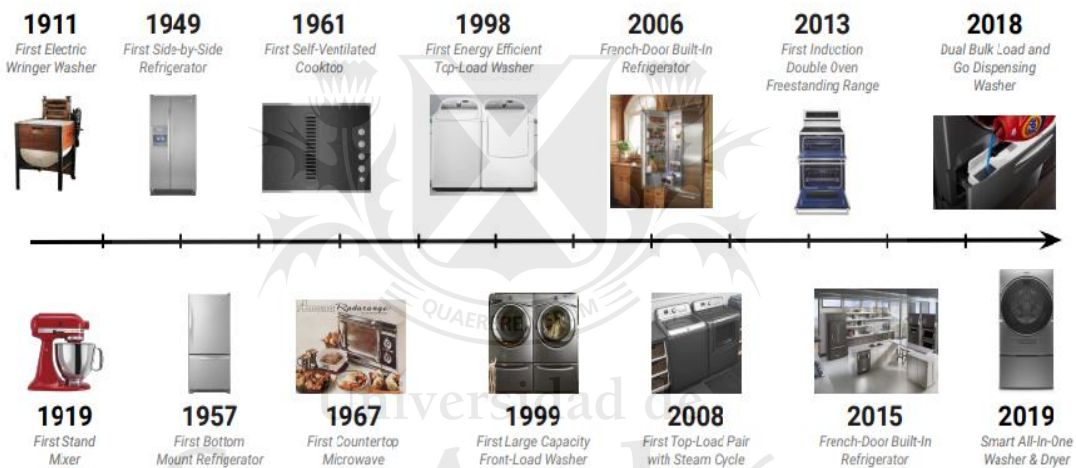 1911
First Electric
Wringer Washer
1949
First Side-by-Side
Refrigerator
1961
First Self-Ventilated
Cooktop
1998
First Energy Efficient
Top-Load Washer
2006
French-Door Built-In
Refrigerator
2013
First Induction
Double Oven
Freestanding Range
2018
Dual Bulk Load and
Go Dispensing
Washer
Radarange
QUAERERE
1919
First Stand
Mixer
1957
First Bottom
Mount Refrigerator
1967
First Countertop
Microwave
1999
First Large Capacity
Front-Load Washer
2008
First Top-Load Pair
with Steam Cycle
2015
French-Door Built-In
Refrigerator
2019
Smart All-In-One
Washer & Dryer
Universidad de